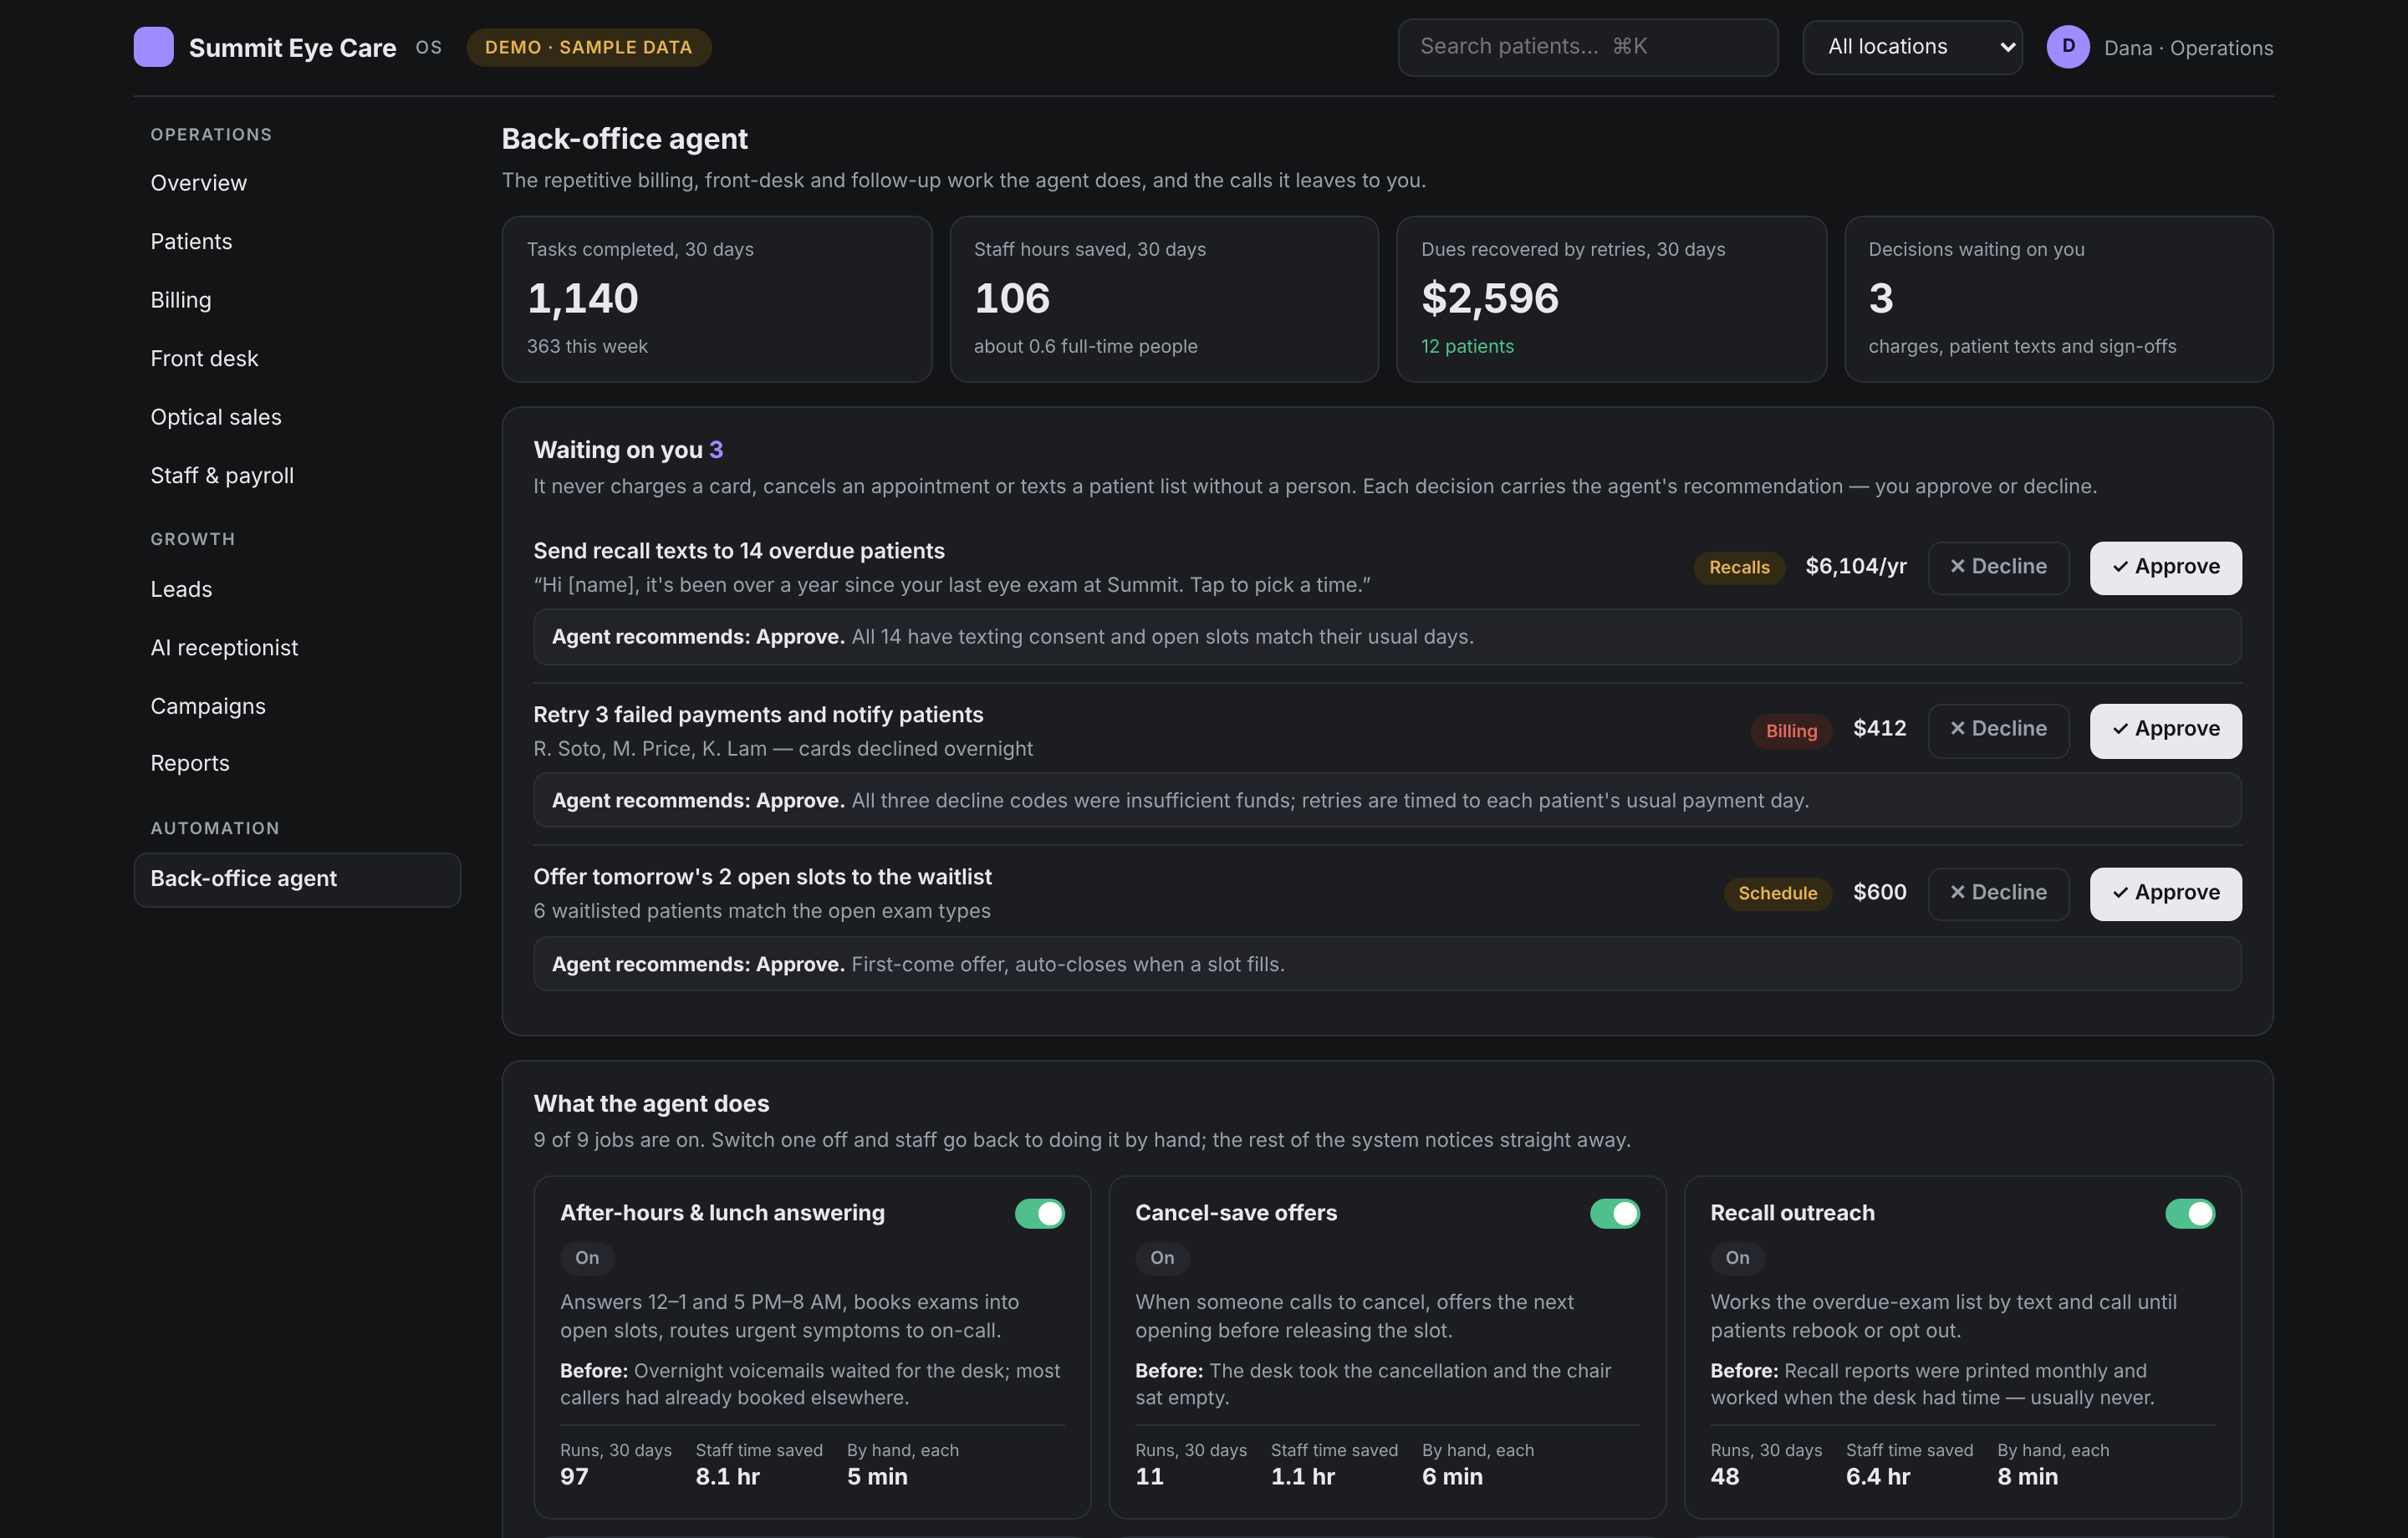 Summit Eye Care OS DEMO · SAMPLE DATA Search patients... ⌘K All locations D Dana · Operations
OPERATIONS
Overview
Patients
Billing
Front desk
Optical sales
Staff & payroll
GROWTH
Leads
AI receptionist
Campaigns
Reports
AUTOMATION
Back-office agent
Back-office agent
The repetitive billing, front-desk and follow-up work the agent does, and the calls it leaves to you.
Tasks completed, 30 days
1,140
363 this week
Staff hours saved, 30 days
106
about 0.6 full-time people
Dues recovered by retries, 30 days
$2,596
12 patients
Decisions waiting on you
3
charges, patient texts and sign-offs
Waiting on you 3
It never charges a card, cancels an appointment or texts a patient list without a person. Each decision carries the agent's recommendation — you approve or decline.
Send recall texts to 14 overdue patients
“Hi [name], it's been over a year since your last eye exam at Summit. Tap to pick a time.”
Recalls $6,104/yr ✕ Decline ✓ Approve
Agent recommends: Approve. All 14 have texting consent and open slots match their usual days.
Retry 3 failed payments and notify patients
R. Soto, M. Price, K. Lam — cards declined overnight
Billing $412 ✕ Decline ✓ Approve
Agent recommends: Approve. All three decline codes were insufficient funds; retries are timed to each patient's usual payment day.
Offer tomorrow's 2 open slots to the waitlist
6 waitlisted patients match the open exam types
Schedule $600 ✕ Decline ✓ Approve
Agent recommends: Approve. First-come offer, auto-closes when a slot fills.
What the agent does
9 of 9 jobs are on. Switch one off and staff go back to doing it by hand; the rest of the system notices straight away.
After-hours & lunch answering
On
Answers 12–1 and 5 PM–8 AM, books exams into
open slots, routes urgent symptoms to on-call.
Before: Overnight voicemails waited for the desk; most
callers had already booked elsewhere.
Runs, 30 days Staff time saved By hand, each
97 8.1 hr 5 min
Cancel-save offers
On
When someone calls to cancel, offers the next
opening before releasing the slot.
Before: The desk took the cancellation and the chair
sat empty.
Runs, 30 days Staff time saved By hand, each
11 1.1 hr 6 min
Recall outreach
On
Works the overdue-exam list by text and call until
patients rebook or opt out.
Before: Recall reports were printed monthly and
worked when the desk had time — usually never.
Runs, 30 days Staff time saved By hand, each
48 6.4 hr 8 min